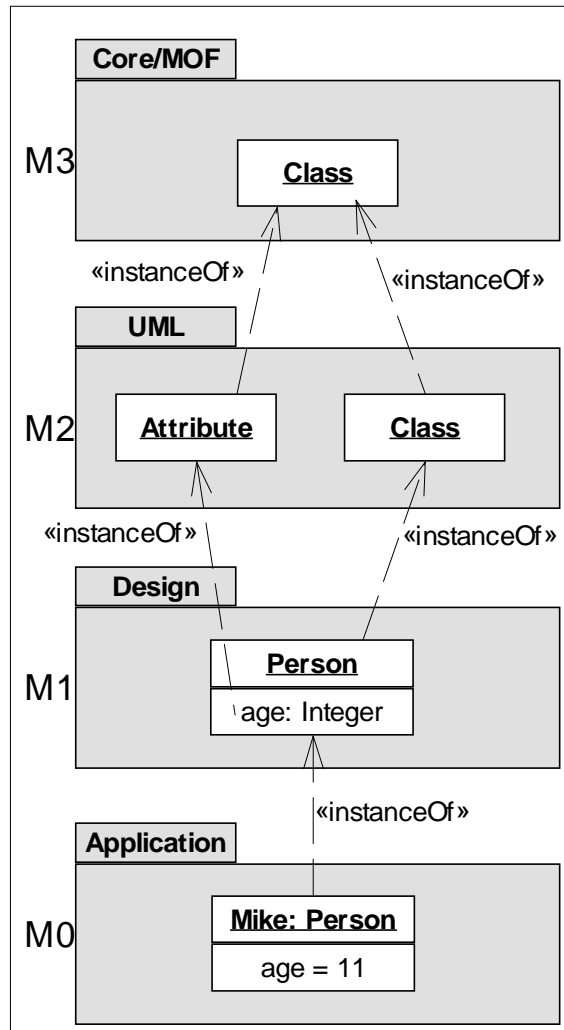 Core/MOF
M3
Class
«instanceOf»
«instanceOf»
UML
M2
Attribute
Class
«instanceOf»
«instanceOf»
Design
M1
Person
age: Integer
«instanceOf»
Application
M0
Mike: Person
age = 11